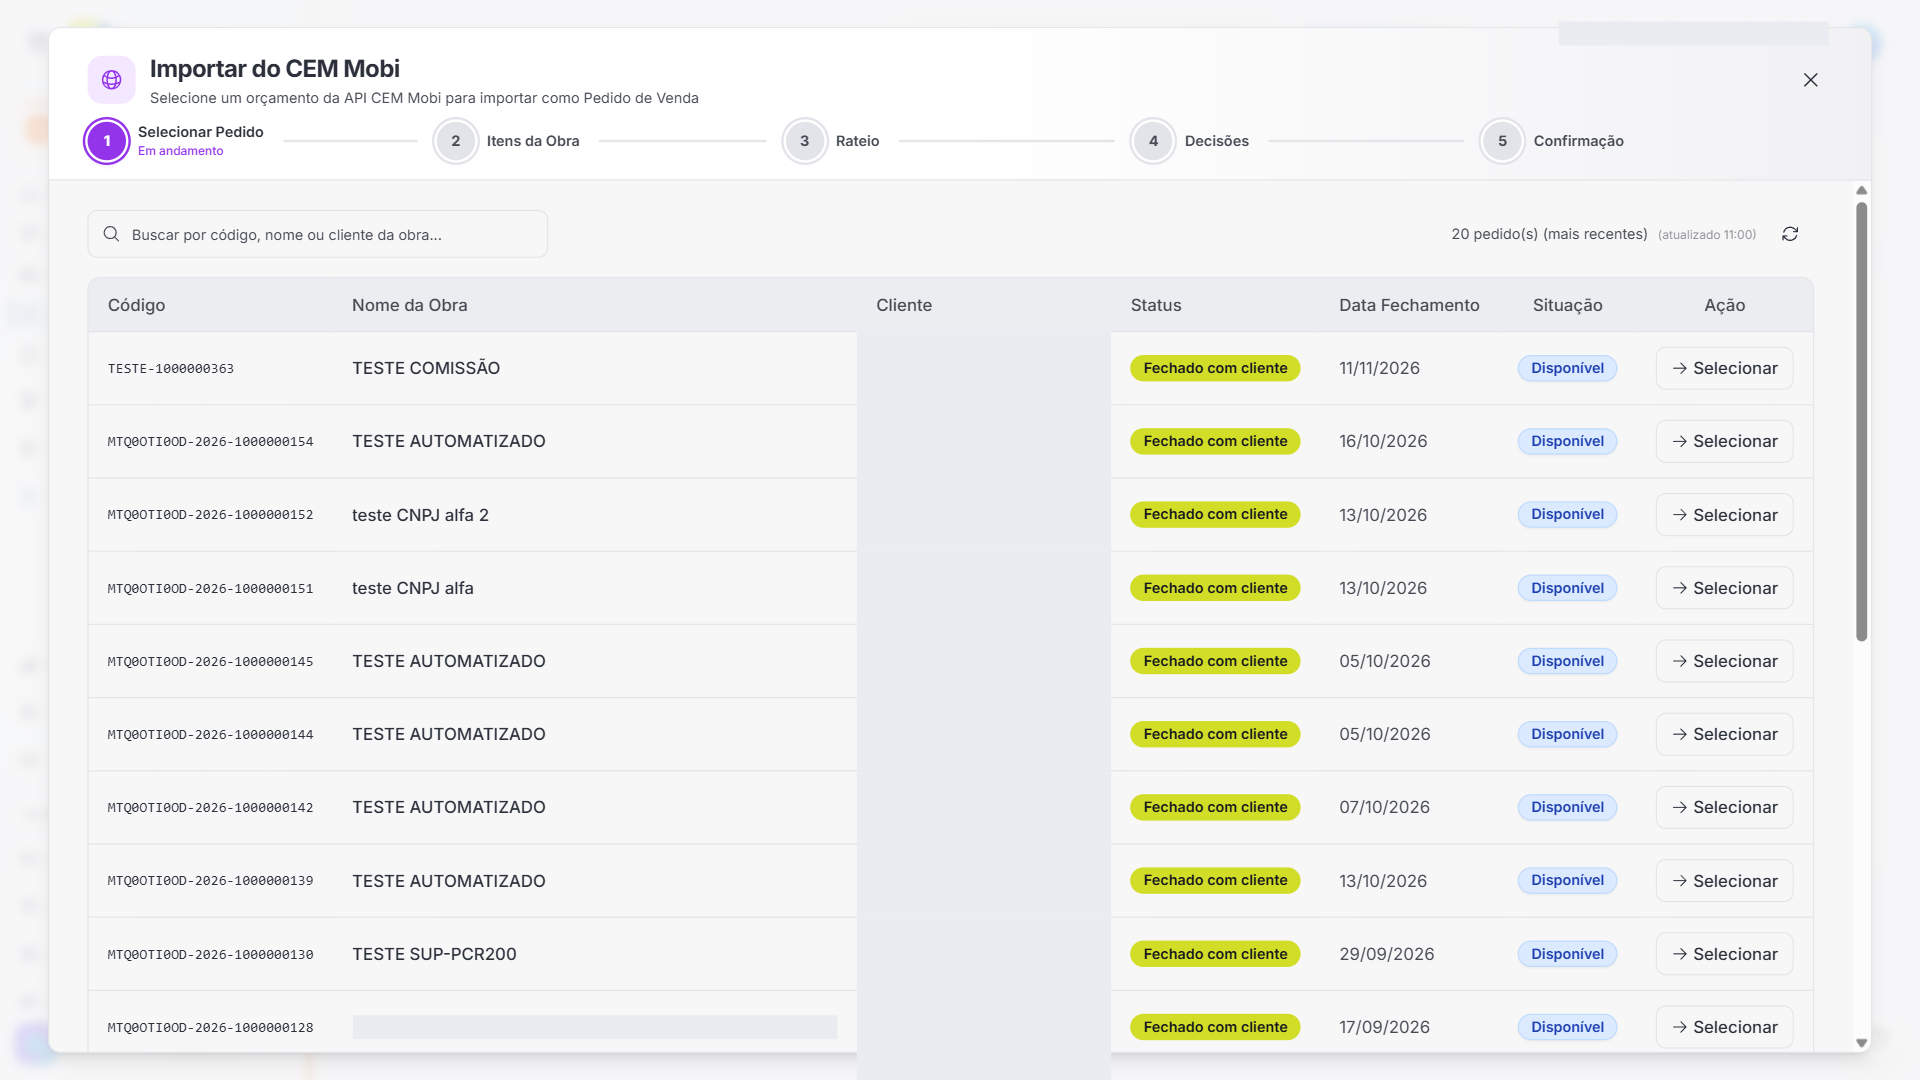 Importar do CEM Mobi
Selecione um orçamento da API CEM Mobi para importar como Pedido de Venda
1 Selecionar Pedido
Em andamento
2 Itens da Obra
3 Rateio
4 Decisões
5 Confirmação
Buscar por código, nome ou cliente da obra...
20 pedido(s) (mais recentes) (atualizado 11:00)
Código Nome da Obra Cliente Status Data Fechamento Situação Ação
TESTE-1000000363 TESTE COMISSÃO Fechado com cliente 11/11/2026 Disponível Selecionar
MTQ0OTI0OD-2026-1000000154 TESTE AUTOMATIZADO Fechado com cliente 16/10/2026 Disponível Selecionar
MTQ0OTI0OD-2026-1000000152 teste CNPJ alfa 2 Fechado com cliente 13/10/2026 Disponível Selecionar
MTQ0OTI0OD-2026-1000000151 teste CNPJ alfa Fechado com cliente 13/10/2026 Disponível Selecionar
MTQ0OTI0OD-2026-1000000145 TESTE AUTOMATIZADO Fechado com cliente 05/10/2026 Disponível Selecionar
MTQ0OTI0OD-2026-1000000144 TESTE AUTOMATIZADO Fechado com cliente 05/10/2026 Disponível Selecionar
MTQ0OTI0OD-2026-1000000142 TESTE AUTOMATIZADO Fechado com cliente 07/10/2026 Disponível Selecionar
MTQ0OTI0OD-2026-1000000139 TESTE AUTOMATIZADO Fechado com cliente 13/10/2026 Disponível Selecionar
MTQ0OTI0OD-2026-1000000130 TESTE SUP-PCR200 Fechado com cliente 29/09/2026 Disponível Selecionar
MTQ0OTI0OD-2026-1000000128 Fechado com cliente 17/09/2026 Disponível Selecionar